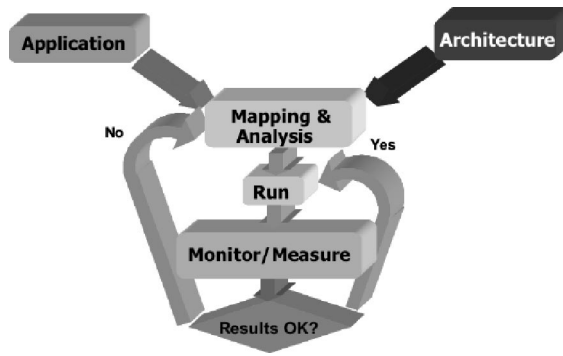 Application
Architecture
Mapping &
Analysis
No
Yes
Run
Monitor/Measure
Results OK?